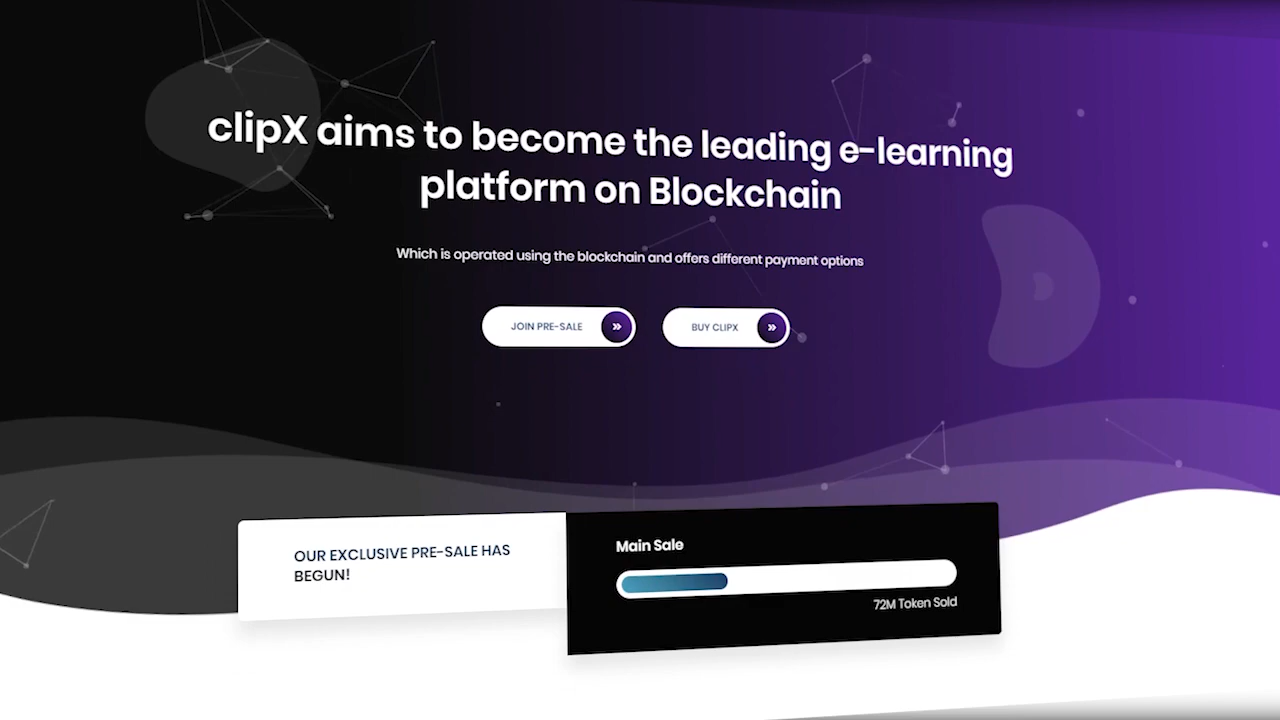 clipX aims to become the leading e-learning
platform on Blockchain
Which is operated using the blockchain and offers different payment options
JOIN PRE-SALE »
BUY CLIPX »
OUR EXCLUSIVE PRE-SALE HAS
BEGUN!
Main Sale
72M Token Sold